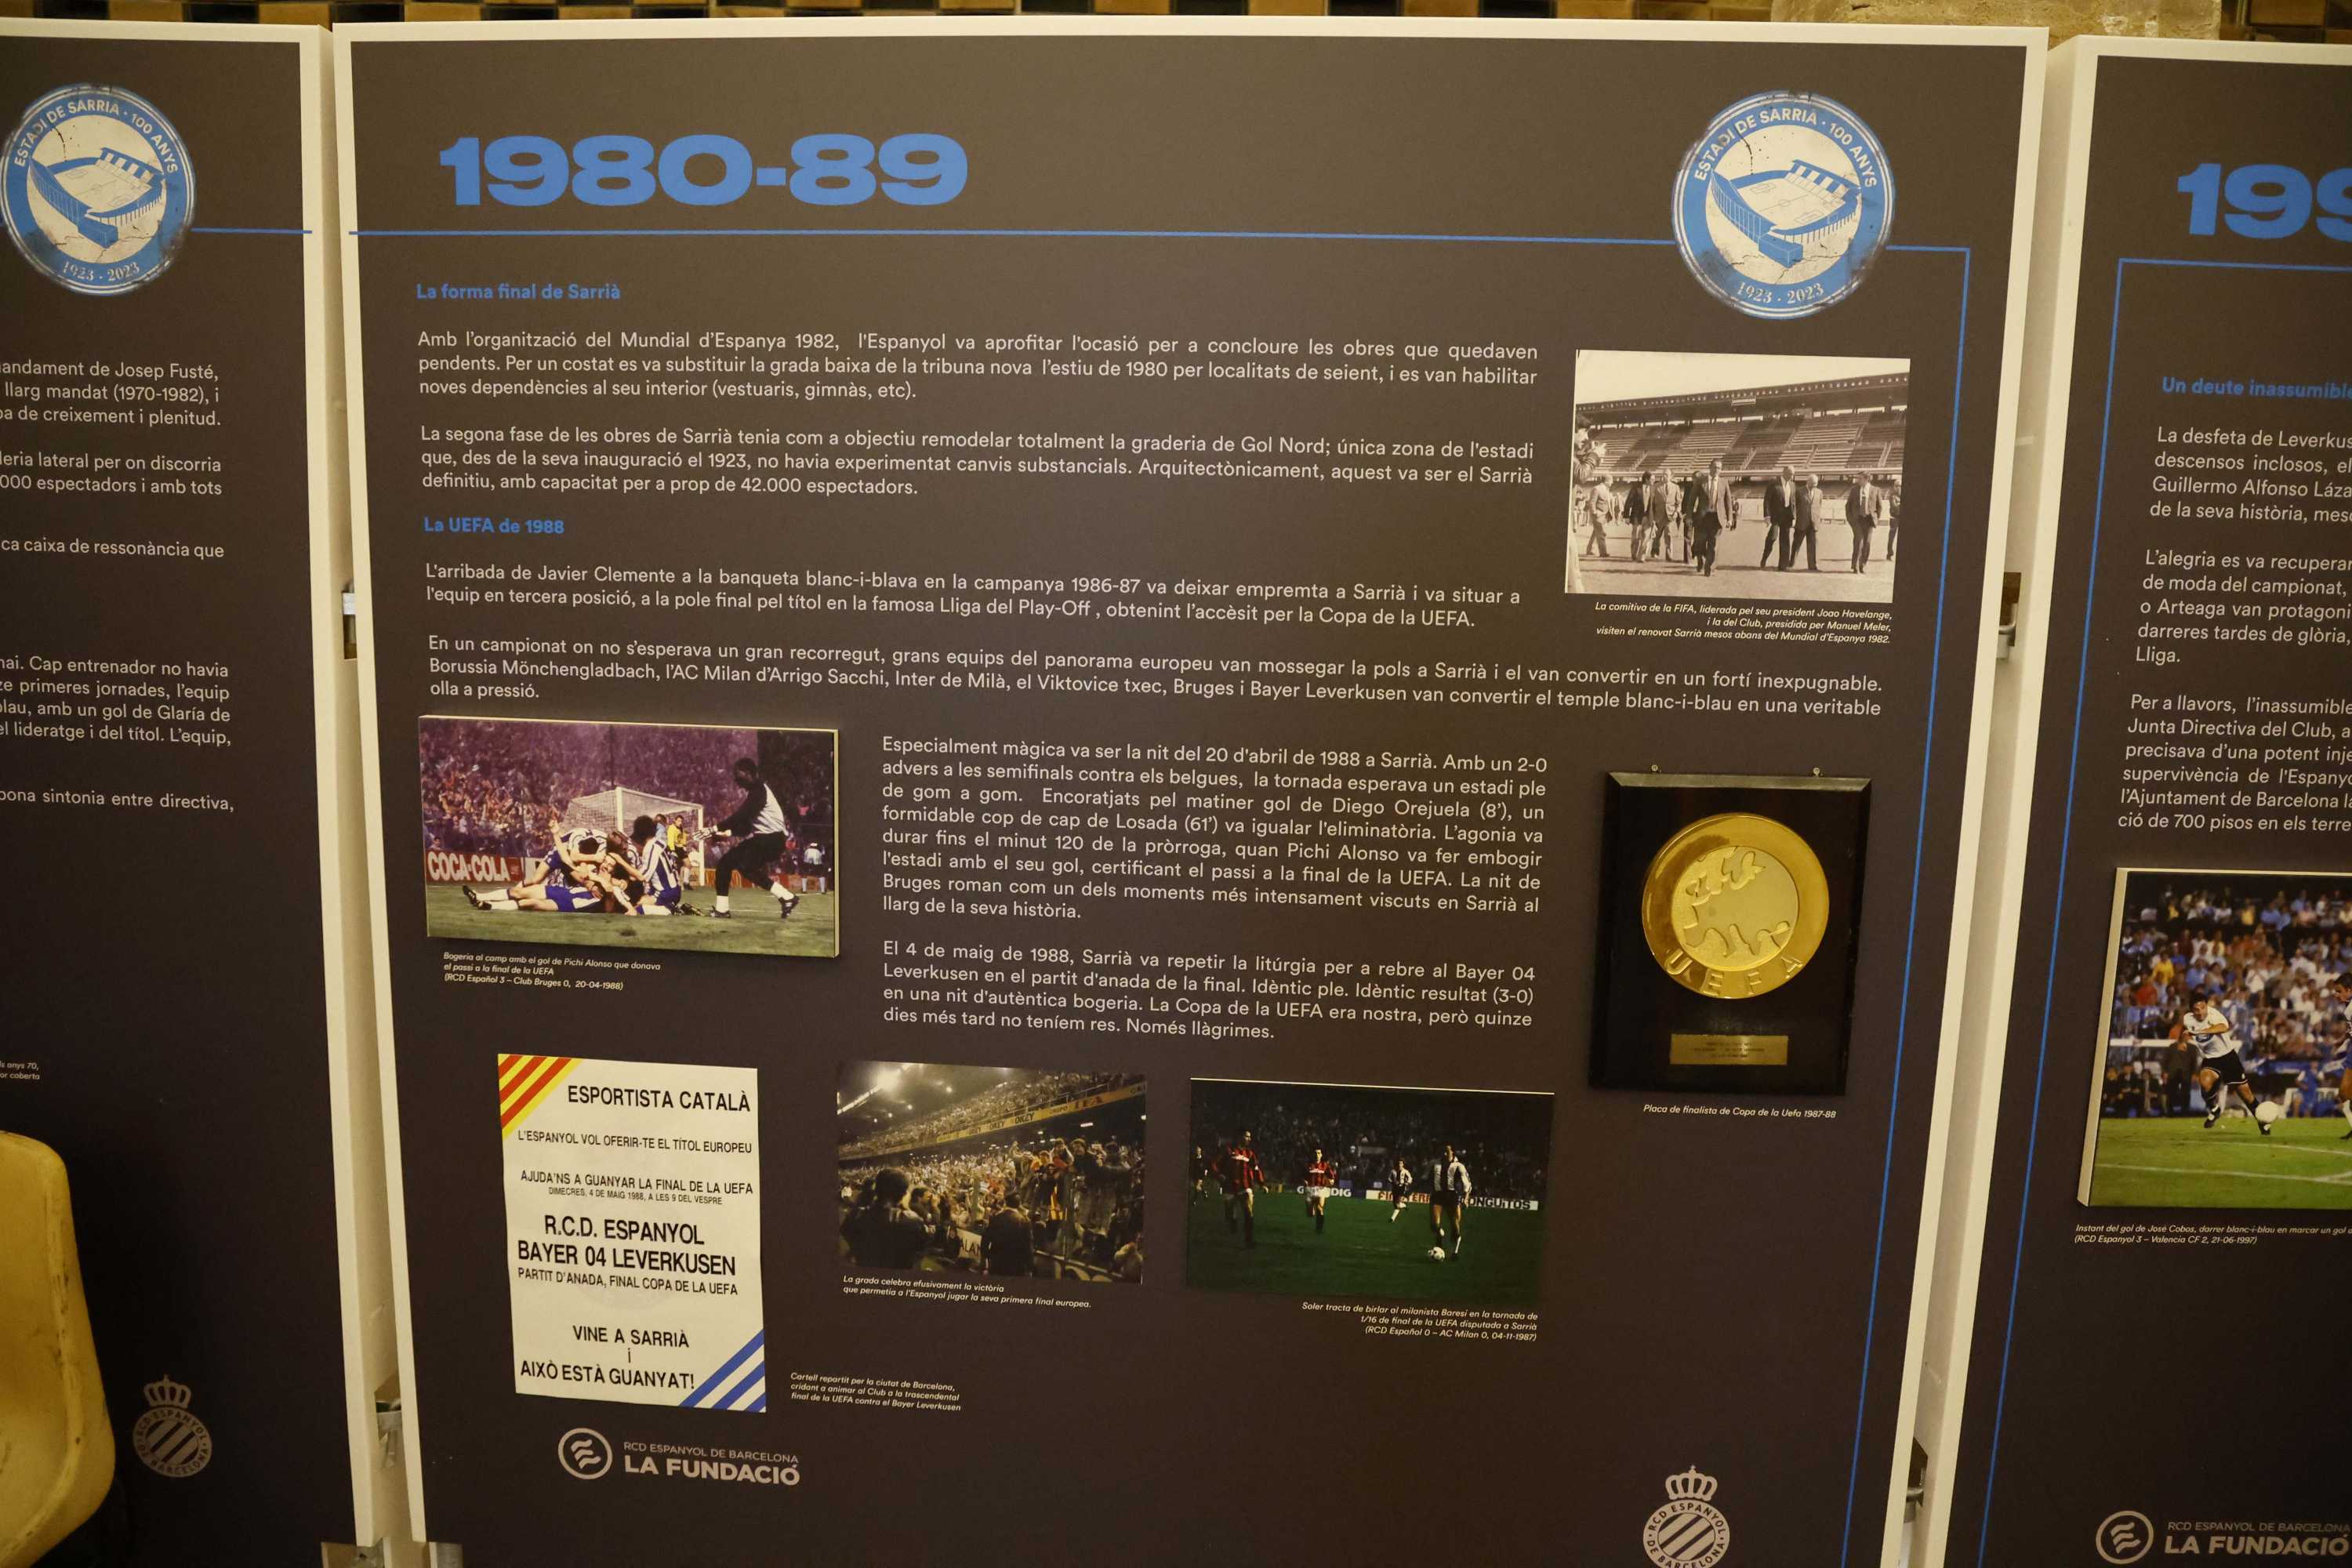 ESTADI DE SARRIÀ · 100 ANYS
1923 · 2023
andament de Josep Fusté,
llarg mandat (1970-1982), i
a de creixement i plenitud.
eria lateral per on discorria
000 espectadors i amb tots
ca caixa de ressonància que
ai. Cap entrenador no havia
e primeres jornades, l'equip
lau, amb un gol de Glaría de
el lideratge i del títol. L'equip,
bona sintonia entre directiva,
s anys 70,
or coberta
RCD ESPANYOL DE BARCELONA
1980-89
ESTADI DE SARRIÀ · 100 ANYS
1923 · 2023
La forma final de Sarrià
Amb l'organització del Mundial d'Espanya 1982, l'Espanyol va aprofitar l'ocasió per a concloure les obres que quedaven
pendents. Per un costat es va substituir la grada baixa de la tribuna nova l'estiu de 1980 per localitats de seient, i es van habilitar
noves dependències al seu interior (vestuaris, gimnàs, etc).
La segona fase de les obres de Sarrià tenia com a objectiu remodelar totalment la graderia de Gol Nord; única zona de l'estadi
que, des de la seva inauguració el 1923, no havia experimentat canvis substancials. Arquitectònicament, aquest va ser el Sarrià
definitiu, amb capacitat per a prop de 42.000 espectadors.
La comitiva de la FIFA, liderada pel seu president Joao Havelange,
i la del Club, presidida per Manuel Meler,
visiten el renovat Sarrià mesos abans del Mundial d'Espanya 1982.
La UEFA de 1988
L'arribada de Javier Clemente a la banqueta blanc-i-blava en la campanya 1986-87 va deixar empremta a Sarrià i va situar a
l'equip en tercera posició, a la pole final pel títol en la famosa Lliga del Play-Off , obtenint l'accèsit per la Copa de la UEFA.
En un campionat on no s'esperava un gran recorregut, grans equips del panorama europeu van mossegar la pols a Sarrià i el van convertir en un fortí inexpugnable.
Borussia Mönchengladbach, l'AC Milan d'Arrigo Sacchi, Inter de Milà, el Viktovice txec, Bruges i Bayer Leverkusen van convertir el temple blanc-i-blau en una veritable
olla a pressió.
COCA-COLA
Bogeria al camp amb el gol de Pichi Alonso que donava
el passi a la final de la UEFA
(RCD Español 3 – Club Bruges 0, 20-04-1988)
Especialment màgica va ser la nit del 20 d'abril de 1988 a Sarrià. Amb un 2-0
advers a les semifinals contra els belgues, la tornada esperava un estadi ple
de gom a gom. Encoratjats pel matiner gol de Diego Orejuela (8'), un
formidable cop de cap de Losada (61') va igualar l'eliminatòria. L'agonia va
durar fins el minut 120 de la pròrroga, quan Pichi Alonso va fer embogir
l'estadi amb el seu gol, certificant el passi a la final de la UEFA. La nit de
Bruges roman com un dels moments més intensament viscuts en Sarrià al
llarg de la seva història.
El 4 de maig de 1988, Sarrià va repetir la litúrgia per a rebre al Bayer 04
Leverkusen en el partit d'anada de la final. Idèntic ple. Idèntic resultat (3-0)
en una nit d'autèntica bogeria. La Copa de la UEFA era nostra, però quinze
dies més tard no teníem res. Només llàgrimes.
UEFA
Placa de finalista de Copa de la Uefa 1987-88
ESPORTISTA CATALÀ
L'ESPANYOL VOL OFERIR-TE EL TÍTOL EUROPEU
AJUDA'NS A GUANYAR LA FINAL DE LA UEFA
DIMECRES, 4 DE MAIG 1988, A LES 9 DEL VESPRE
R.C.D. ESPANYOL
BAYER 04 LEVERKUSEN
PARTIT D'ANADA, FINAL COPA DE LA UEFA
VINE A SARRIÀ
i
AIXÒ ESTÀ GUANYAT!
Cartell repartit per la ciutat de Barcelona,
cridant a animar al Club a la trascendental
final de la UEFA contra el Bayer Leverkusen
La grada celebra efusivament la victòria
que permetia a l'Espanyol jugar la seva primera final europea.
Soler tracta de birlar al milanista Baresi en la tornada de
1/16 de final de la UEFA disputada a Sarrià
(RCD Español 0 – AC Milan 0, 04-11-1987)
RCD ESPANYOL DE BARCELONA
LA FUNDACIÓ
RCD ESPANYOL DE BARCELONA
199
Un deute inassumible
La desfeta de Leverkus
descensos inclosos, el
Guillermo Alfonso Láza
de la seva història, meso
L'alegria es va recuperar
de moda del campionat,
o Arteaga van protagoni
darreres tardes de glòria,
Lliga.
Per a llavors, l'inassumible
Junta Directiva del Club, a
precisava d'una potent inje
supervivència de l'Espanyo
l'Ajuntament de Barcelona la
ció de 700 pisos en els terre
Instant del gol de José Cobos, darrer blanc-i-blau en marcar un gol
(RCD Espanyol 3 – Valencia CF 2, 21-06-1997)
RCD ESPANYOL DE BARCELONA
LA FUNDACIÓ